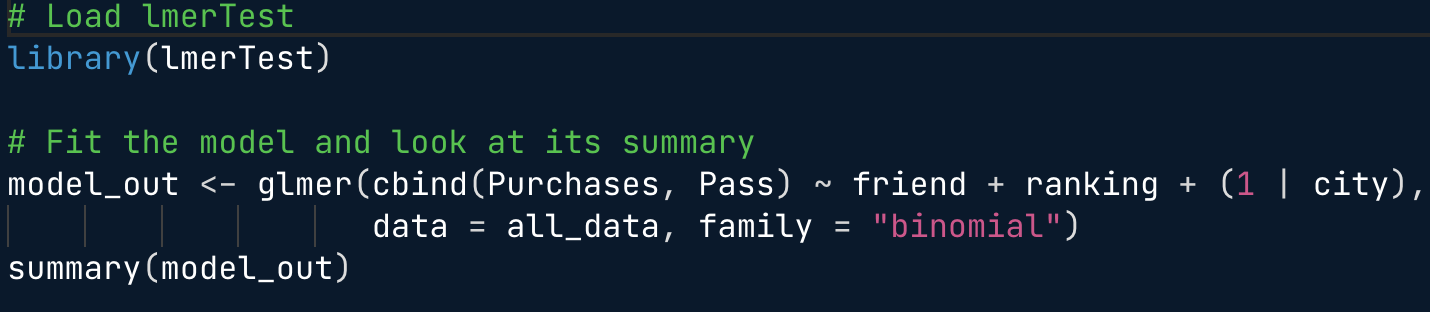 # Load lmerTest
library(lmerTest)
# Fit the model and look at its summary
model_out <- glmer(cbind(Purchases, Pass) ~ friend + ranking + (1 | city),
data = all_data, family = "binomial")
summary(model_out)